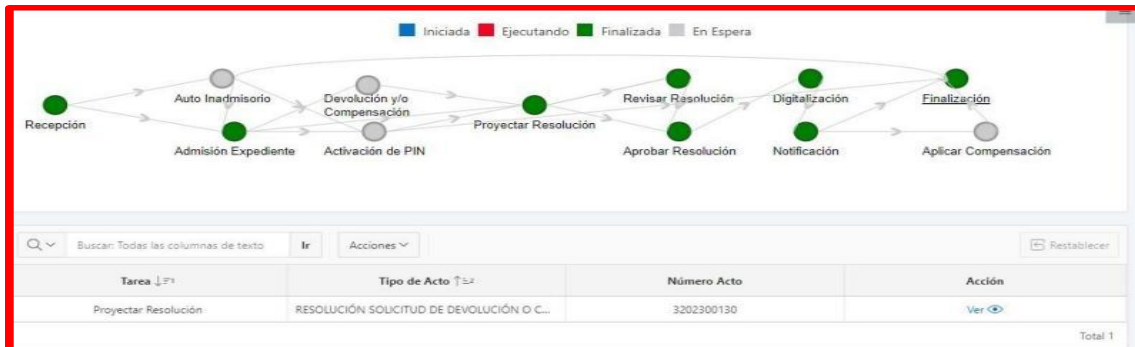 Iniciada Ejecutando Finalizada En Espera
Auto Inadmisorio Devolución y/o Compensación Revisar Resolución Digitalización Finalización
Recepción Proyectar Resolución
Admisión Expediente Activación de PIN Aprobar Resolución Notificación Aplicar Compensación
Buscar: Todas las columnas de texto Ir Acciones Restablecer
Tarea Tipo de Acto Número Acto Acción
Proyectar Resolución RESOLUCIÓN SOLICITUD DE DEVOLUCIÓN O C... 3202300130 Ver
Total 1